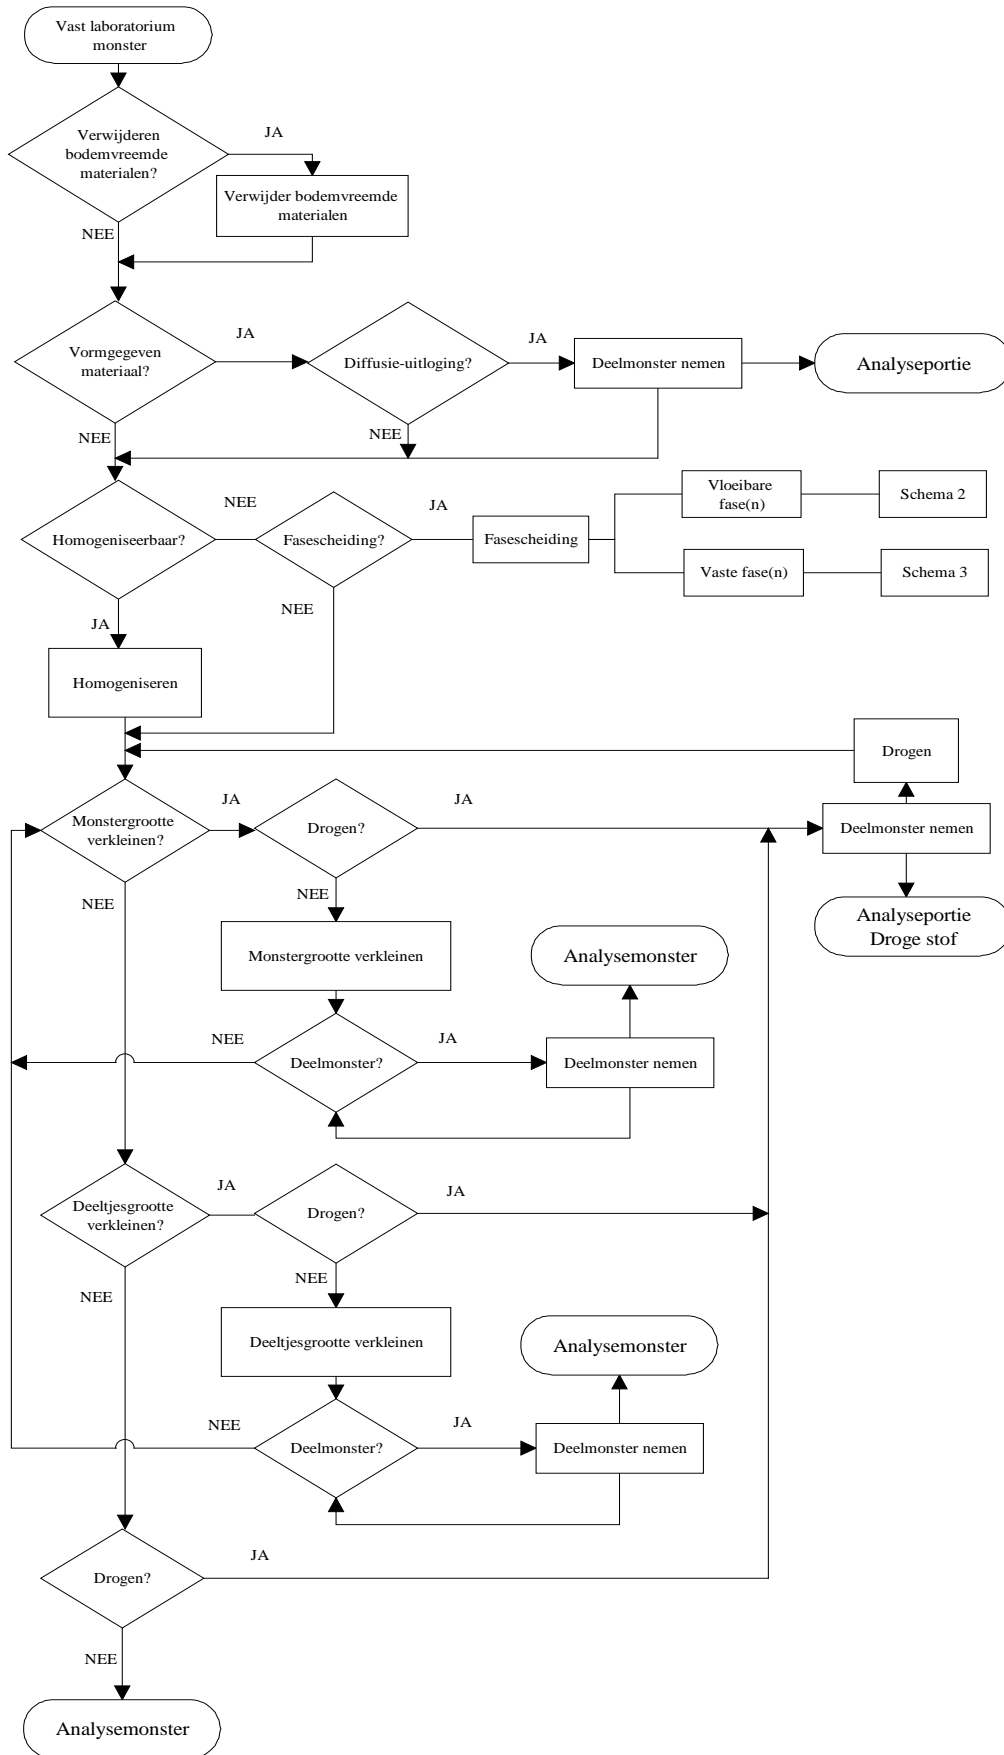 Vast laboratorium
monster
Verwijderen
bodemvreemde
materialen?
JA
Verwijder bodemvreemde
materialen
NEE
Vormgegeven
materiaal?
JA
Diffusie-uitloging?
JA
Deelmonster nemen
Analyseportie
NEE
NEE
Homogeniseerbaar?
NEE
Fasescheiding?
JA
Fasescheiding
Vloeibare
fase(n)
Schema 2
Vaste fase(n)
Schema 3
NEE
JA
Homogeniseren
Drogen
Monstergrootte
verkleinen?
JA
Drogen?
JA
Deelmonster nemen
NEE
NEE
Analyseportie
Droge stof
Monstergrootte verkleinen
Analysemonster
NEE
Deelmonster?
JA
Deelmonster nemen
Deeltjesgrootte
verkleinen?
JA
Drogen?
JA
NEE
NEE
Deeltjesgrootte verkleinen
Analysemonster
NEE
Deelmonster?
JA
Deelmonster nemen
Drogen?
JA
NEE
Analysemonster